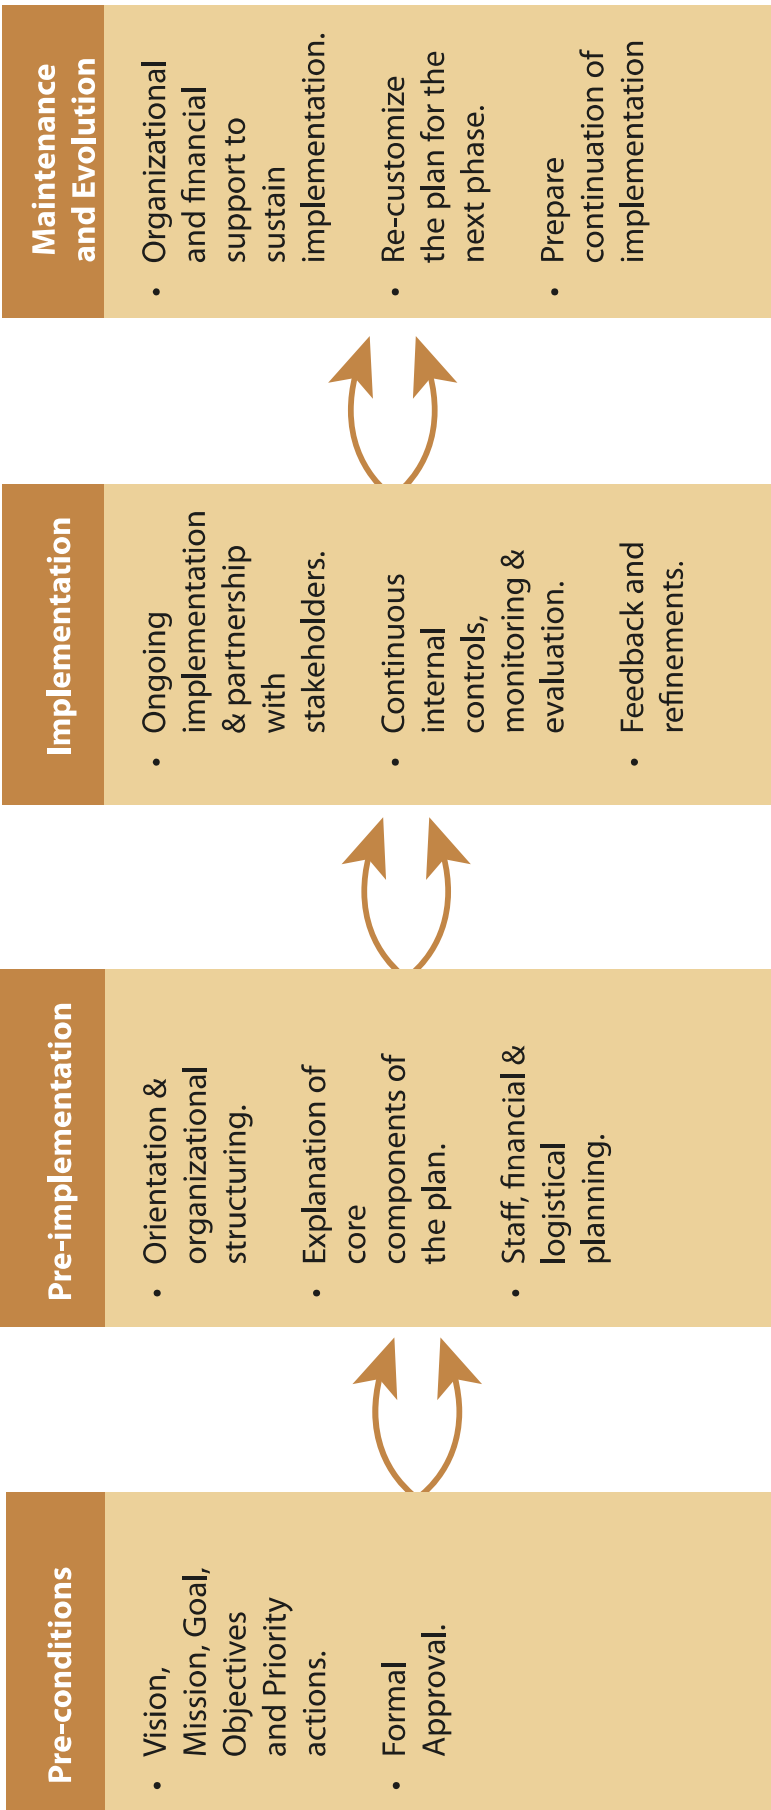 Pre-conditions
• Vision,
Mission, Goal,
Objectives
and Priority
actions.
• Formal
Approval.
Pre-implementation
• Orientation &
organizational
structuring.
• Explanation of
core
components of
the plan.
• Staff, financial &
logistical
planning.
Implementation
• Ongoing
implementation
& partnership
with
stakeholders.
• Continuous
internal
controls,
monitoring &
evaluation.
• Feedback and
refinements.
Maintenance
and Evolution
• Organizational
and financial
support to
sustain
implementation.
• Re-customize
the plan for the
next phase.
• Prepare
continuation of
implementation